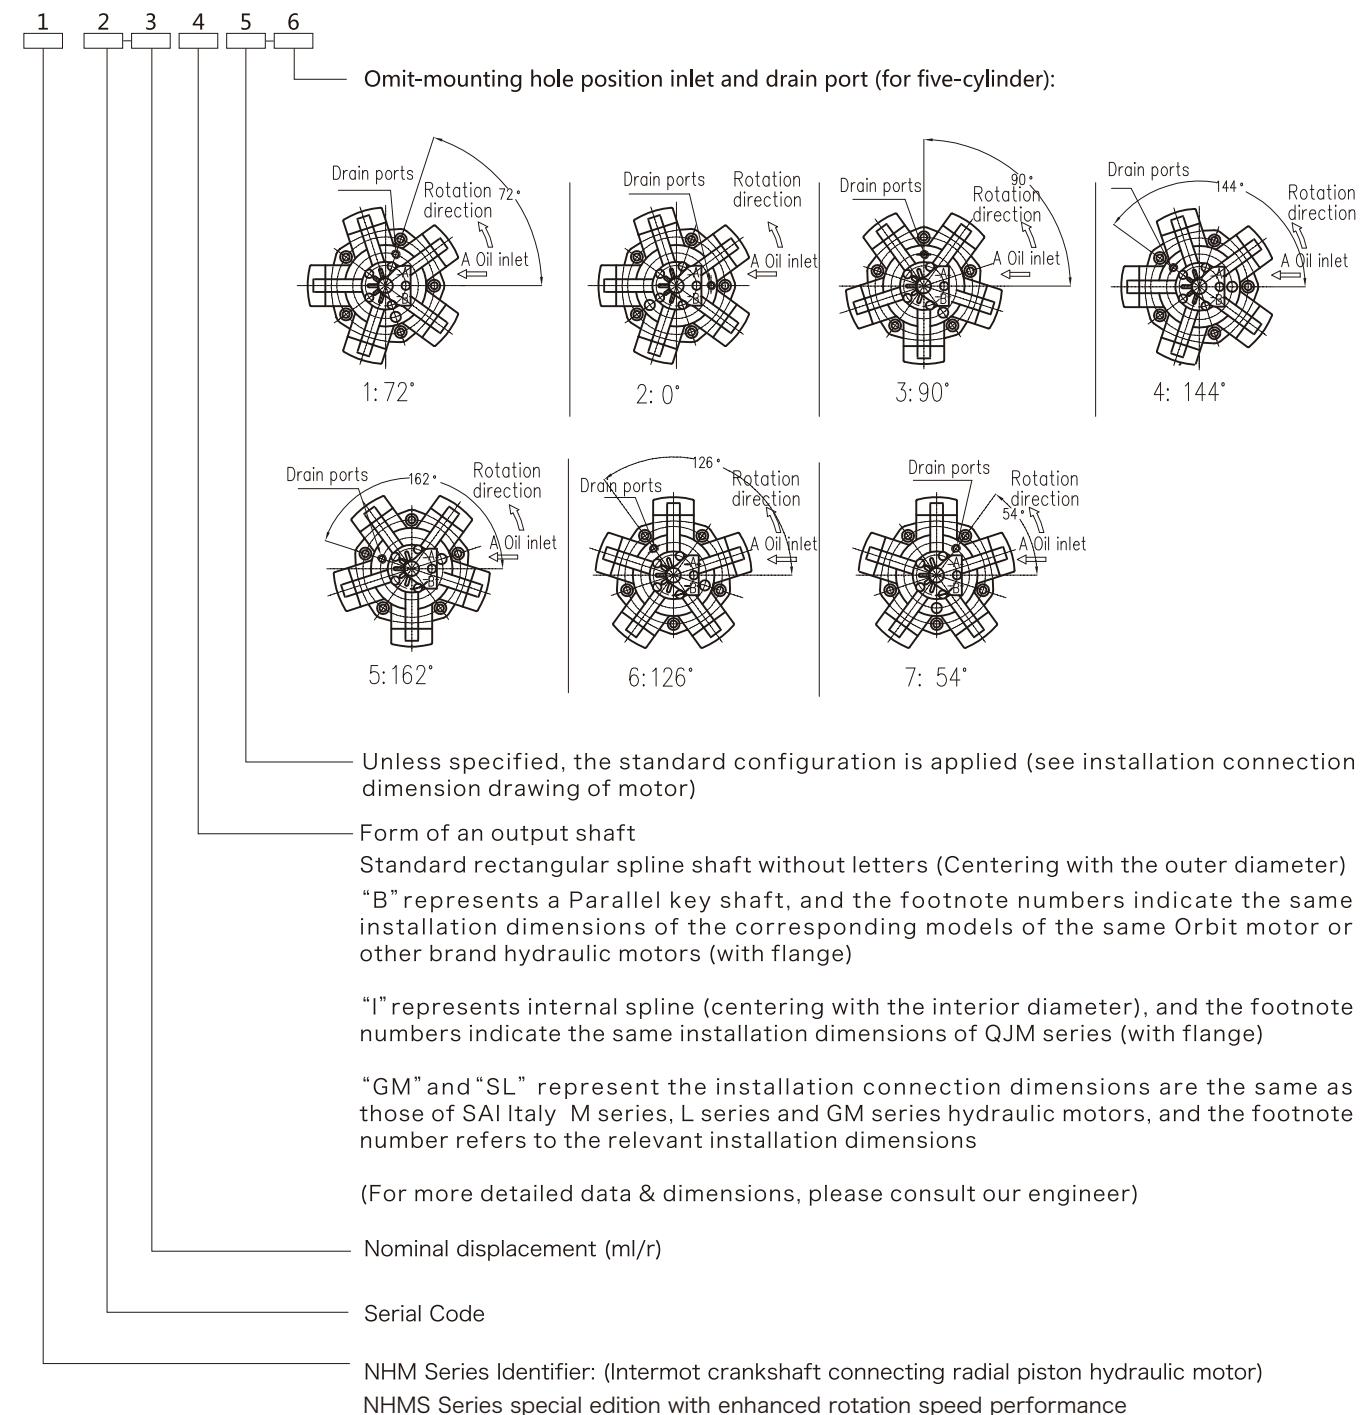 1 2 - 3 4 5 - 6
Omit-mounting hole position inlet and drain port (for five-cylinder):
Drain ports
Rotation
direction
72°
A Oil inlet
A
B
1:72°
Drain ports
Rotation
direction
A Oil inlet
A
B
2:0°
Drain ports
90°
Rotation
direction
A Oil inlet
A
B
3:90°
Drain ports
144°
Rotation
direction
A Oil inlet
A
B
4: 144°
Drain ports
162°
Rotation
direction
A Oil inlet
A
B
5:162°
Drain ports
126°
Rotation
direction
A Oil inlet
A
B
6:126°
Drain ports
Rotation
direction
54°
A Oil inlet
A
B
7: 54°
Unless specified, the standard configuration is applied (see installation connection
dimension drawing of motor)
Form of an output shaft
Standard rectangular spline shaft without letters (Centering with the outer diameter)
“B”represents a Parallel key shaft, and the footnote numbers indicate the same
installation dimensions of the corresponding models of the same Orbit motor or
other brand hydraulic motors (with flange)
“I”represents internal spline (centering with the interior diameter), and the footnote
numbers indicate the same installation dimensions of QJM series (with flange)
“GM”and“SL” represent the installation connection dimensions are the same as
those of SAI Italy M series, L series and GM series hydraulic motors, and the footnote
number refers to the relevant installation dimensions
(For more detailed data & dimensions, please consult our engineer)
Nominal displacement (ml/r)
Serial Code
NHM Series Identifier: (Intermot crankshaft connecting radial piston hydraulic motor)
NHMS Series special edition with enhanced rotation speed performance